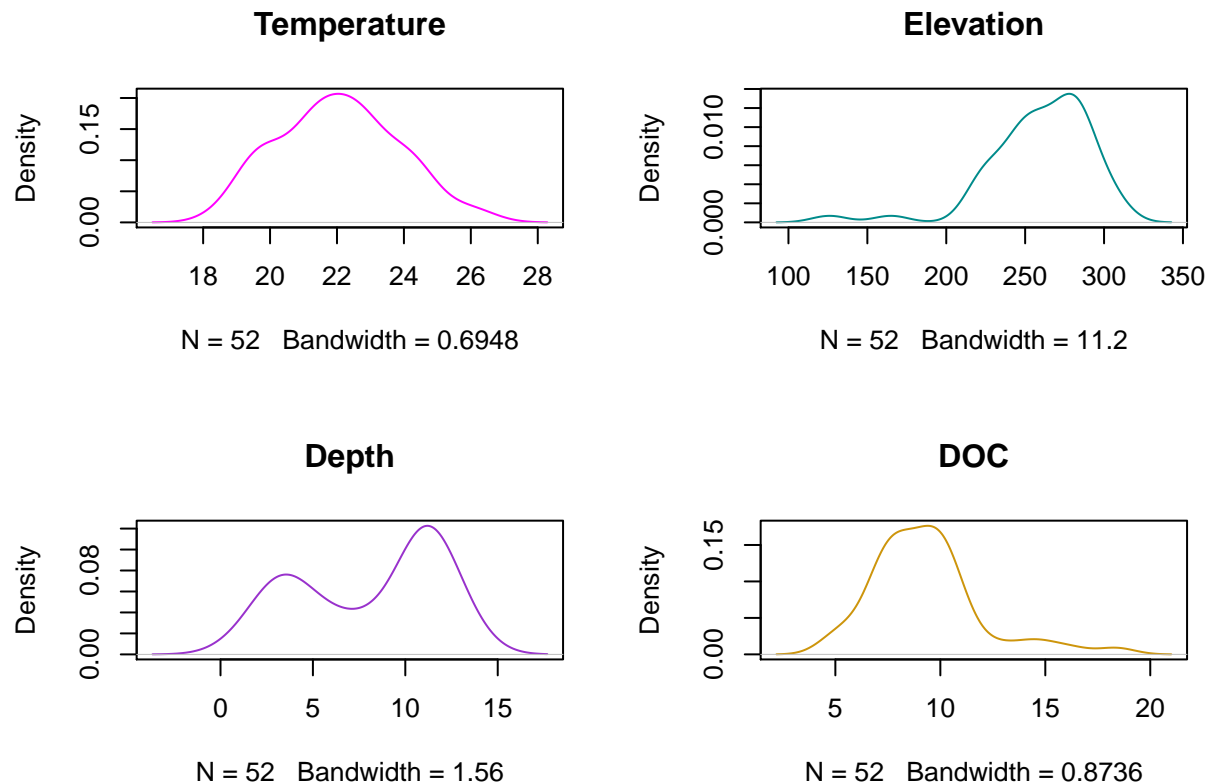 Temperature
Density
0.00 0.15
18 20 22 24 26 28
N = 52 Bandwidth = 0.6948
Elevation
Density
0.000 0.010
100 150 200 250 300 350
N = 52 Bandwidth = 11.2
Depth
Density
0.00 0.08
0 5 10 15
N = 52 Bandwidth = 1.56
DOC
Density
0.00 0.15
5 10 15 20
N = 52 Bandwidth = 0.8736